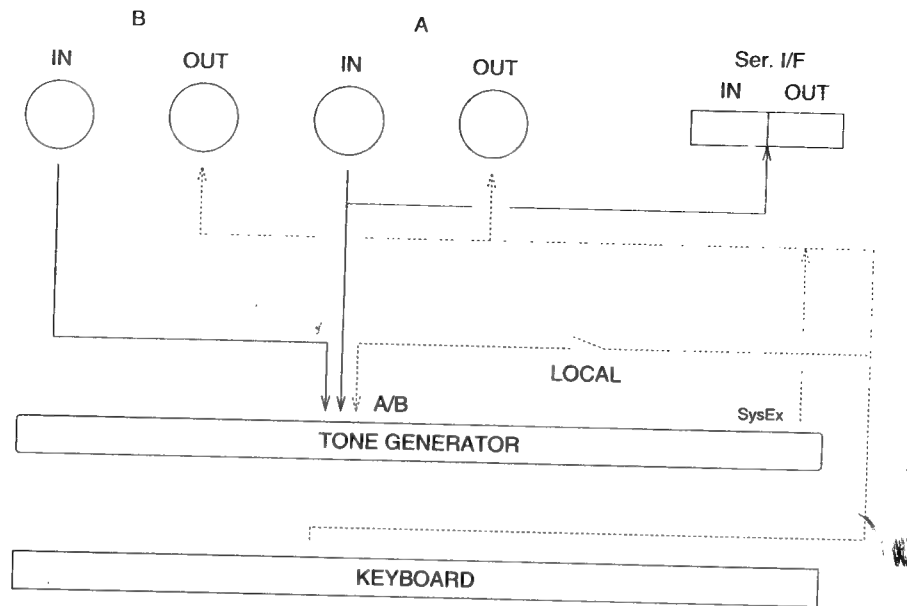 B
A
IN
OUT
IN
OUT
Ser. I/F
IN
OUT
LOCAL
A/B
SysEx
TONE GENERATOR
KEYBOARD